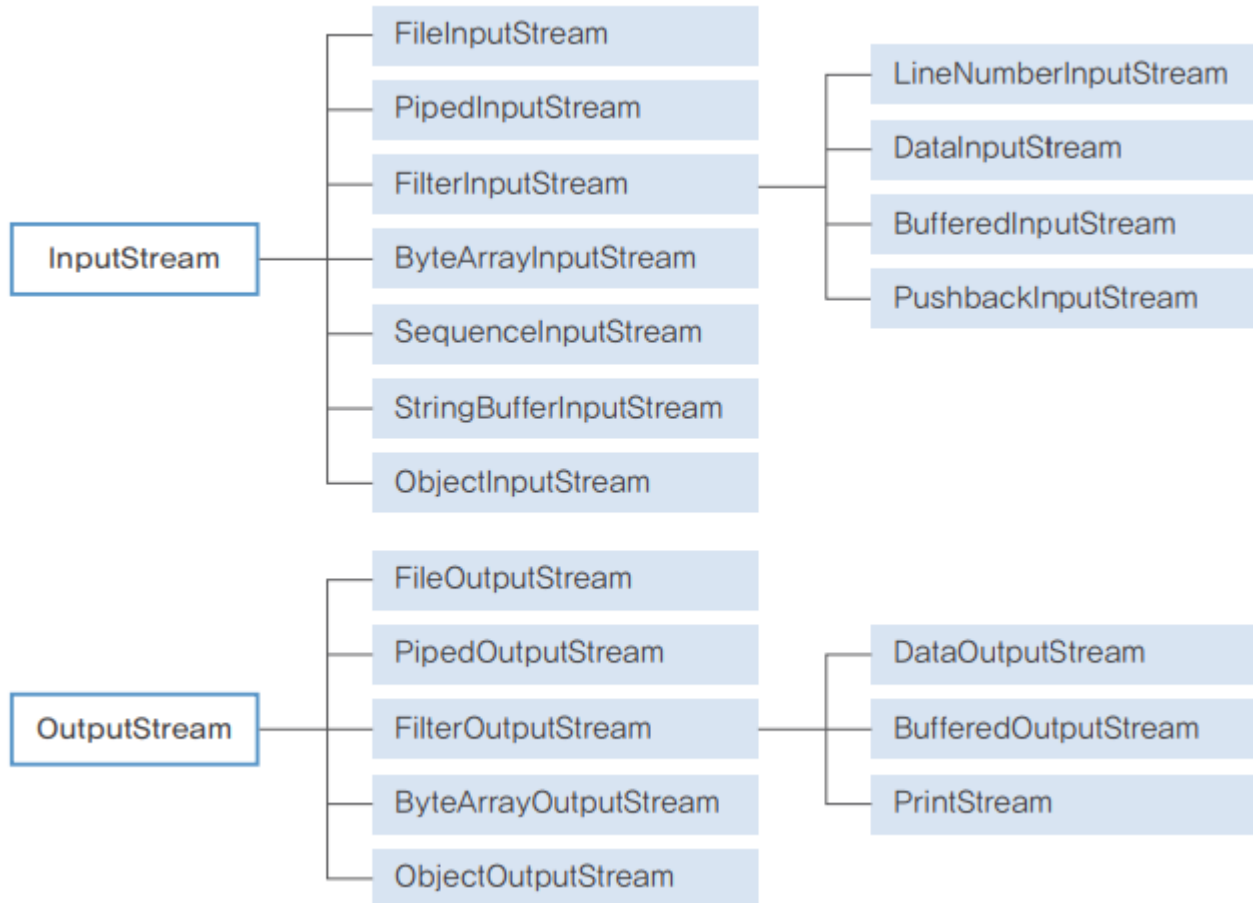 InputStream
FileInputStream
PipedInputStream
FilterInputStream
ByteArrayInputStream
SequenceInputStream
StringBufferInputStream
ObjectInputStream
LineNumberInputStream
DataInputStream
BufferedInputStream
PushbackInputStream
OutputStream
FileOutputStream
PipedOutputStream
FilterOutputStream
ByteArrayOutputStream
ObjectOutputStream
DataOutputStream
BufferedOutputStream
PrintStream